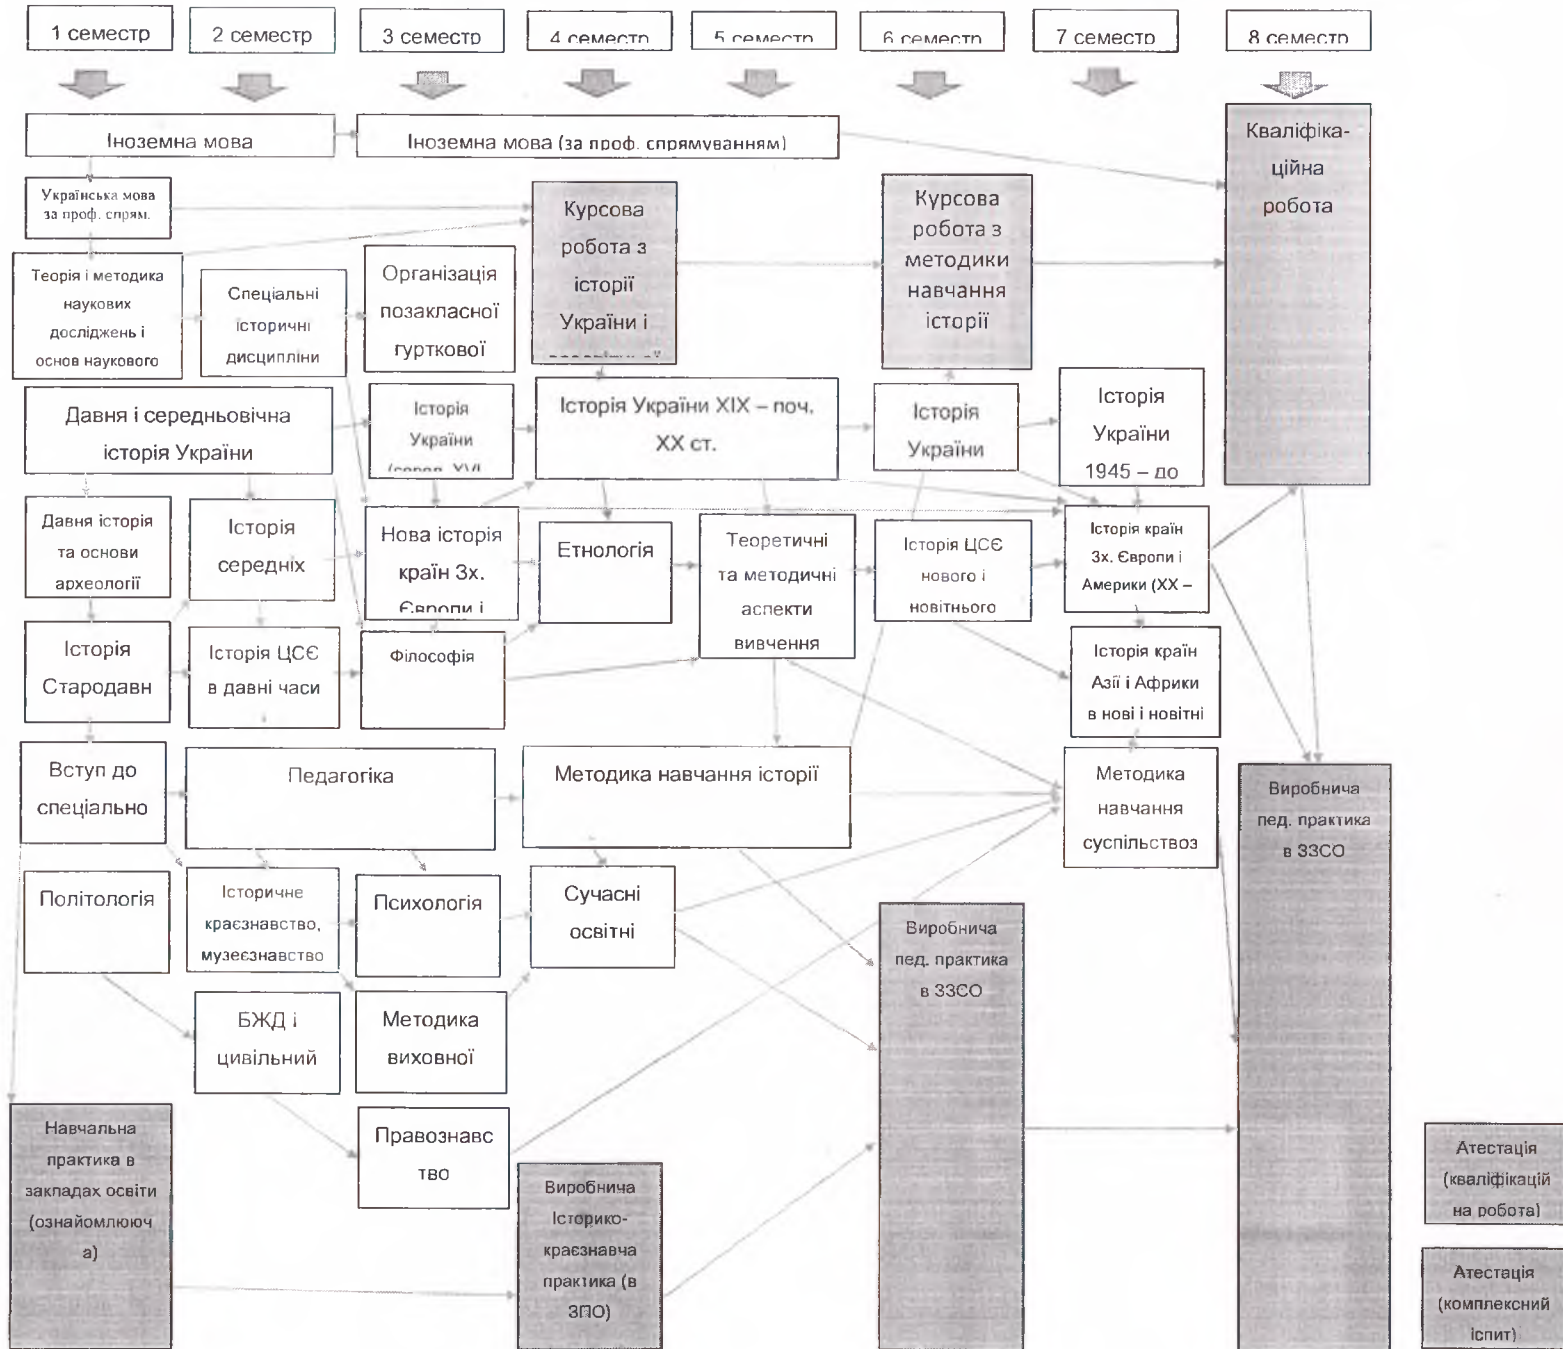 1 семестр
2 семестр
3 семестр
4 семестр
5 семестр
6 семестр
7 семестр
8 семестр
Іноземна мова
Іноземна мова (за проф. спрямуванням)
Кваліфіка-
ційна
робота
Українська мова
за проф. спрям.
Курсова
робота з
історії
України і
Курсова
робота з
методики
навчання
історії
Теорія і методика
наукових
досліджень і
основ наукового
Спеціальні
історичні
дисципліни
Організація
позакласної
гурткової
Давня і середньовічна
історія України
Історія
України
(серед. XVI
Історія України XIX – поч.
XX ст.
Історія
України
Історія
України
1945 – до
Давня історія
та основи
археології
Історія
середніх
Нова історія
країн Зх.
Європи і
Етнологія
Теоретичні
та методичні
аспекти
вивчення
Історія ЦСЄ
нового і
новітнього
Історія країн
Зх. Європи і
Америки (XX –
Історія
Стародавн
Історія ЦСЄ
в давні часи
Філософія
Історія країн
Азії і Африки
в нові і новітні
Вступ до
спеціально
Педагогіка
Методика навчання історії
Методика
навчання
суспільствоз
Виробнича
пед. практика
в ЗЗСО
Політологія
Історичне
краєзнавство,
музеєзнавство
Психологія
Сучасні
освітні
Виробнича
пед. практика
в ЗЗСО
БЖД і
цивільний
Методика
виховної
Навчальна
практика в
закладах освіти
(ознайомлююч
а)
Правознавс
тво
Виробнича
Історико-
краєзнавча
практика (в
ЗПО)
Атестація
(кваліфікацій
на робота)
Атестація
(комплексний
іспит)